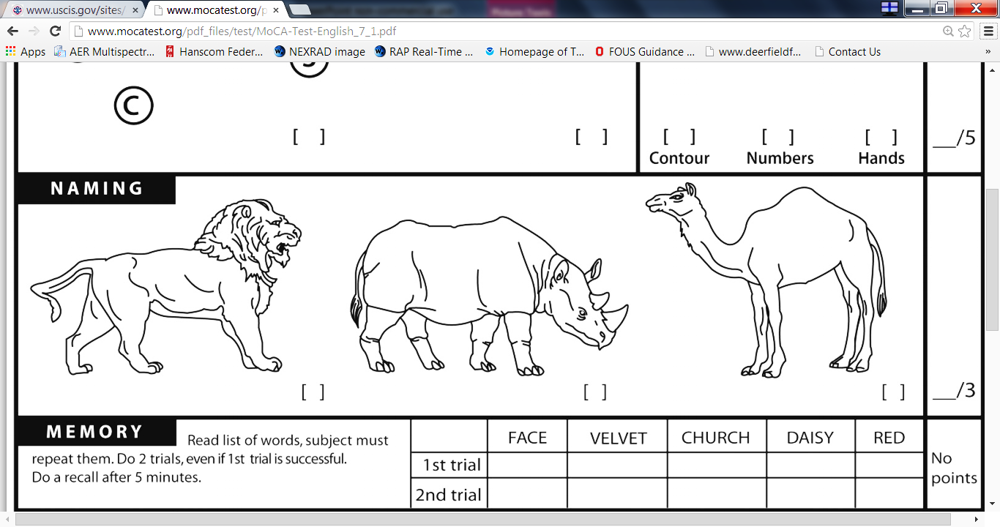 www.uscis.gov/sites/
www.mocatest.org/p
www.mocatest.org/pdf_files/test/MoCA-Test-English_7_1.pdf
Apps AER Multispectr... Hanscom Feder... NEXRAD image RAP Real-Time ... Homepage of T... FOUS Guidance ... www.deerfieldf... Contact Us »
C
[ ] [ ] [ ] [ ] [ ] __/5
Contour Numbers Hands
NAMING
[ ] [ ] [ ] __/3
MEMORY
Read list of words, subject must
repeat them. Do 2 trials, even if 1st trial is successful.
Do a recall after 5 minutes.
FACE VELVET CHURCH DAISY RED
1st trial
2nd trial
No
points